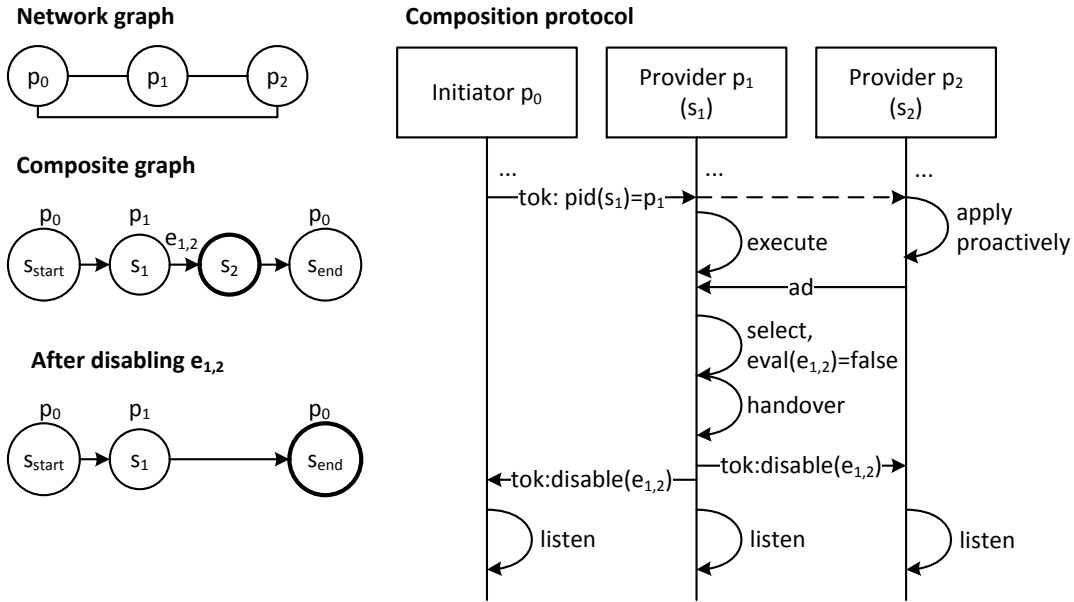 Network graph
p0
p1
p2
Composite graph
p0
p1
p0
e1,2
sstart
s1
s2
send
After disabling e1,2
p0
p1
p0
sstart
s1
send
Composition protocol
Initiator p0
Provider p1
(s1)
Provider p2
(s2)
...
...
...
tok: pid(s1)=p1
apply
proactively
execute
ad
select,
eval(e1,2)=false
handover
tok:disable(e1,2)
tok:disable(e1,2)
listen
listen
listen